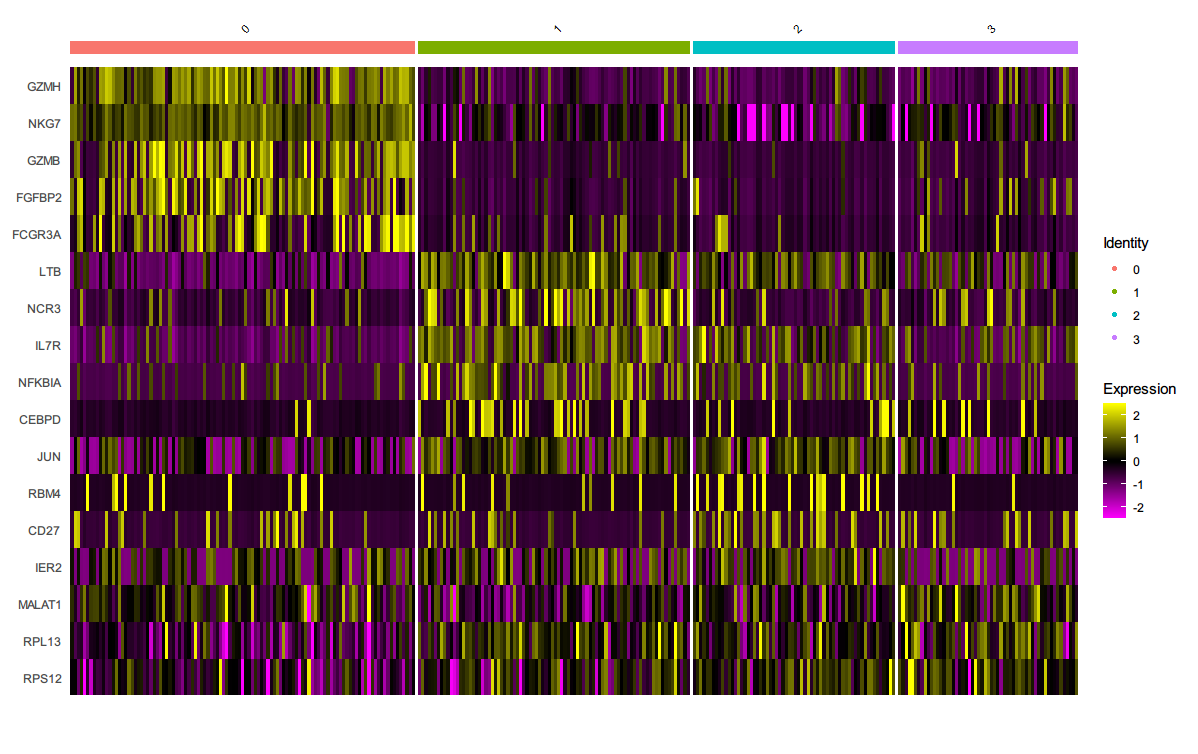 0 1 2 3
GZMH
NKG7
GZMB
FGFBP2
FCGR3A
LTB
NCR3
IL7R
NFKBIA
CEBPD
JUN
RBM4
CD27
IER2
MALAT1
RPL13
RPS12
Identity
0
1
2
3
Expression
2
1
0
-1
-2